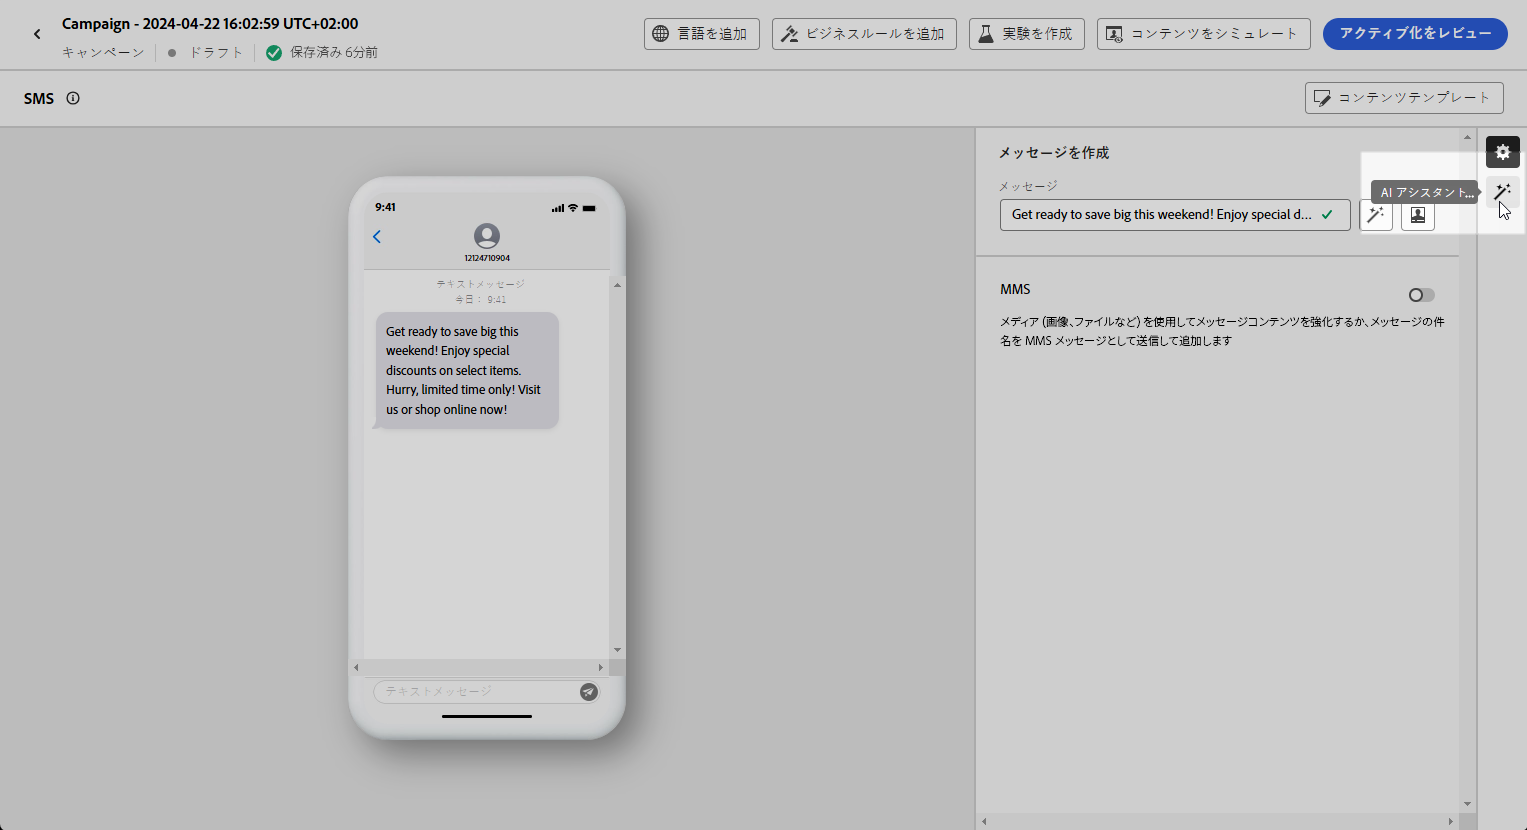 Campaign - 2024-04-22 16:02:59 UTC+02:00
キャンペーン ドラフト 保存済み 6分前
言語を追加 ビジネスルールを追加 実験を作成 コンテンツをシミュレート アクティブ化をレビュー
SMS
コンテンツテンプレート
9:41
12124710904
テキストメッセージ
今日： 9:41
Get ready to save big this
weekend! Enjoy special
discounts on select items.
Hurry, limited time only! Visit
us or shop online now!
テキストメッセージ
メッセージを作成
メッセージ
Get ready to save big this weekend! Enjoy special d...
AI アシスタント...
MMS
メディア (画像、ファイルなど) を使用してメッセージコンテンツを強化するか、メッセージの件
名を MMS メッセージとして送信して追加します